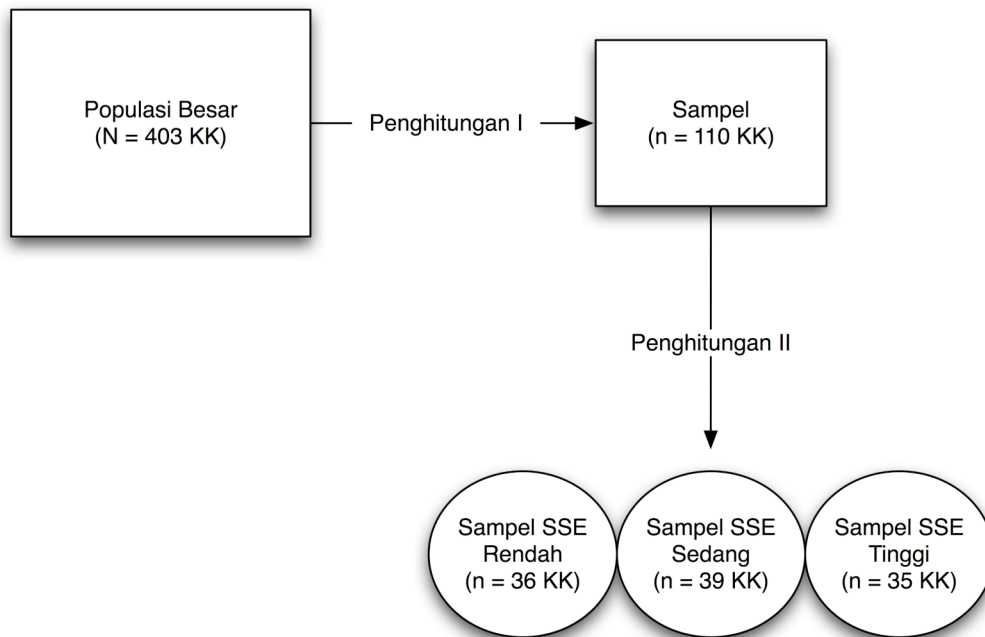 Populasi Besar
(N = 403 KK)
Penghitungan I
Sampel
(n = 110 KK)
Penghitungan II
Sampel SSE
Rendah
(n = 36 KK)
Sampel SSE
Sedang
(n = 39 KK)
Sampel SSE
Tinggi
(n = 35 KK)